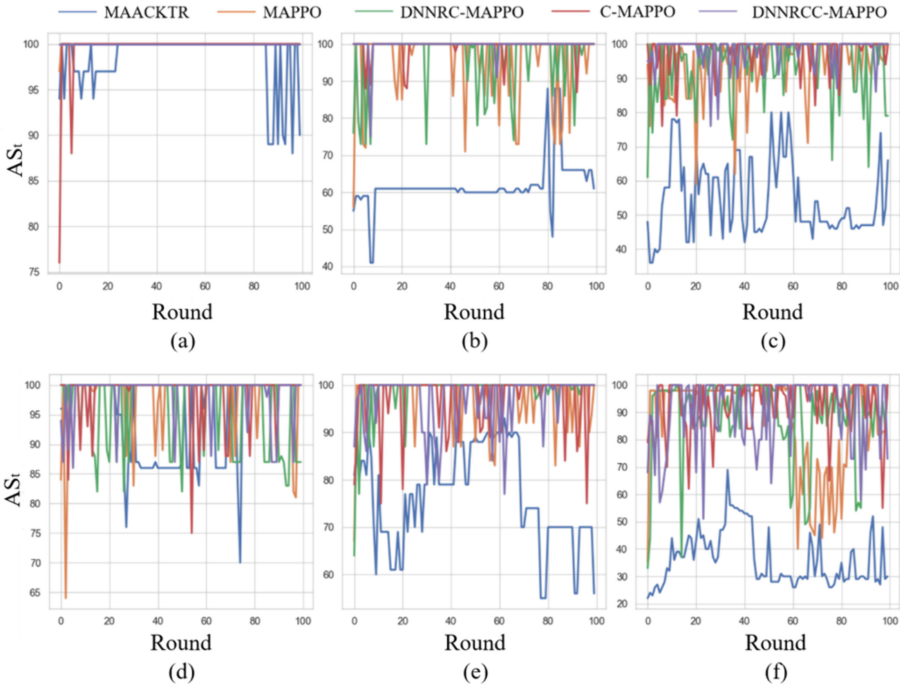 MAACKTR MAPPO DNNRC-MAPPO C-MAPPO DNNRCC-MAPPO
100 95 90 85 80 75
ASt
0 20 40 60 80 100
Round
(a)
100 90 80 70 60 50 40
0 20 40 60 80 100
Round
(b)
100 90 80 70 60 50 40
0 20 40 60 80 100
Round
(c)
100 95 90 85 80 75 70 65
ASt
0 20 40 60 80 100
Round
(d)
100 90 80 70 60
0 20 40 60 80 100
Round
(e)
100 90 80 70 60 50 40 30 20
0 20 40 60 80 100
Round
(f)